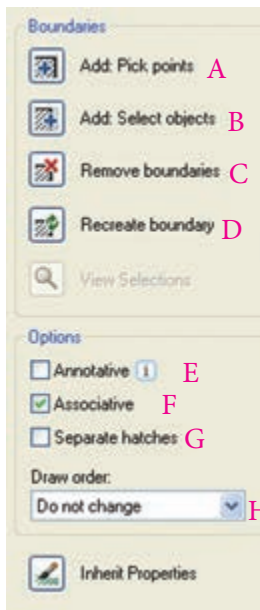 Boundaries
Add: Pick points A
Add: Select objects B
Remove boundaries C
Recreate boundary D
View Selections
Options
Annotative i E
Associative F
Separate hatches G
Draw order:
Do not change H
Inherit Properties